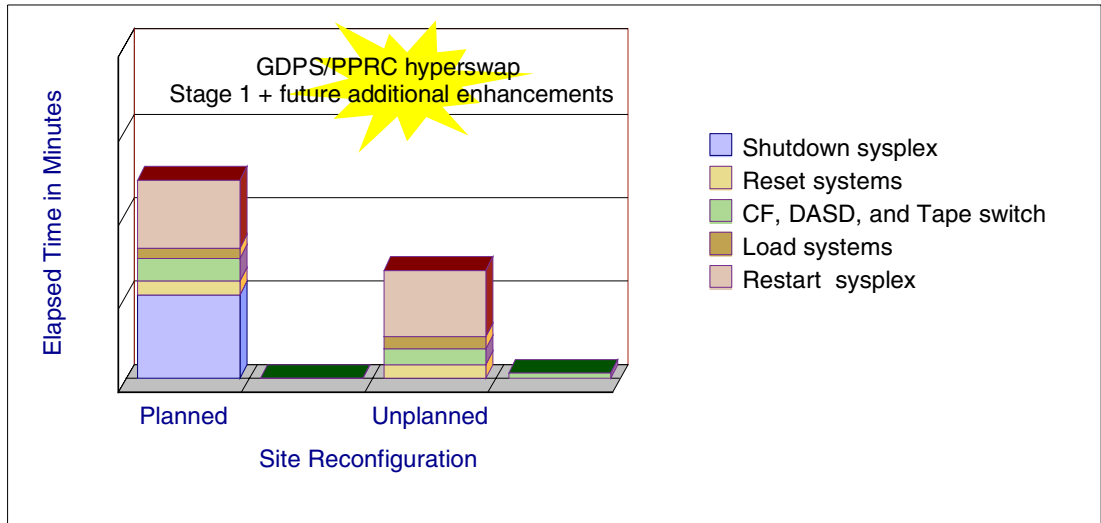 GDPS/PPRC hyperswap
Stage 1 + future additional enhancements
Elapsed Time in Minutes
Shutdown sysplex
Reset systems
CF, DASD, and Tape switch
Load systems
Restart sysplex
Planned
Unplanned
Site Reconfiguration